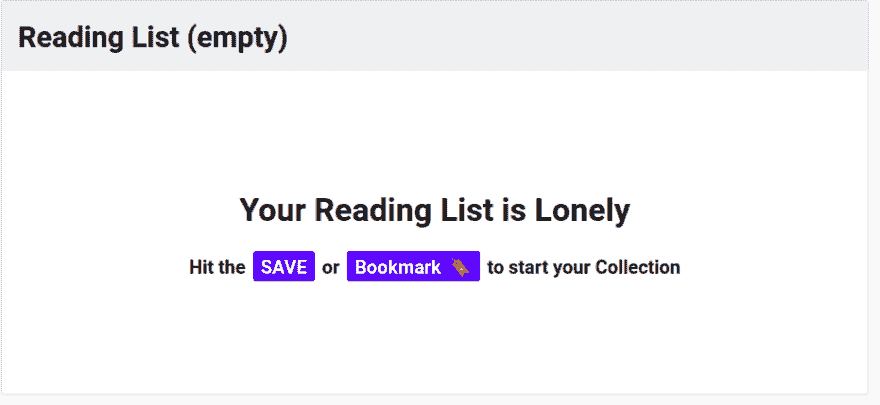 Reading List (empty)
Your Reading List is Lonely
Hit the SAVE or Bookmark 🔖 to start your Collection